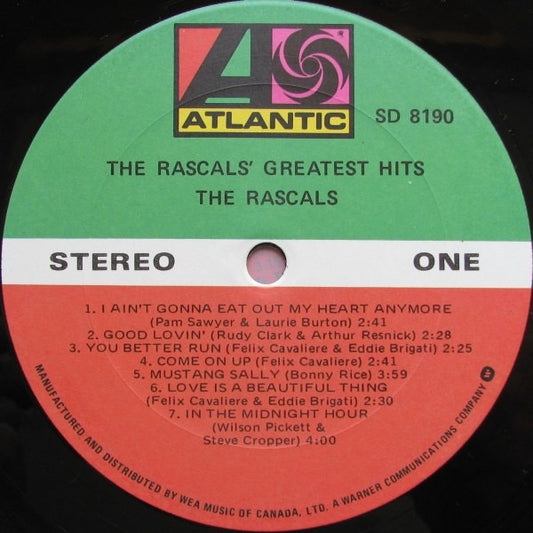 ATLANTIC
SD 8190
THE RASCALS' GREATEST HITS
THE RASCALS
STEREO ONE
1. I AIN'T GONNA EAT OUT MY HEART ANYMORE
(Pam Sawyer & Laurie Burton) 2:41
2. GOOD LOVIN' (Rudy Clark & Arthur Resnick) 2:28
3. YOU BETTER RUN (Felix Cavaliere & Eddie Brigati) 2:25
4. COME ON UP (Felix Cavaliere) 2:41
5. MUSTANG SALLY (Bonny Rice) 3:59
6. LOVE IS A BEAUTIFUL THING
(Felix Cavaliere & Eddie Brigati) 2:30
7. IN THE MIDNIGHT HOUR
(Wilson Pickett &
Steve Cropper) 4:00
MANUFACTURED AND DISTRIBUTED BY WEA MUSIC OF CANADA, LTD. A WARNER COMMUNICATIONS COMPANY